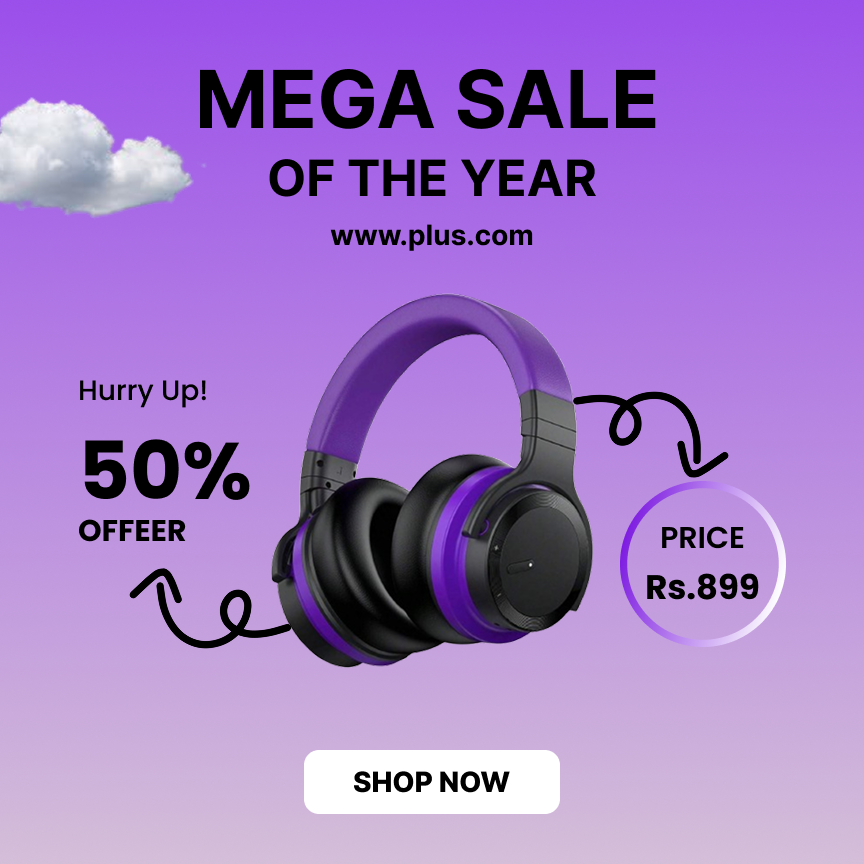 MEGA SALE
OF THE YEAR
www.plus.com
Hurry Up!
50%
OFFEER
PRICE
Rs.899
SHOP NOW